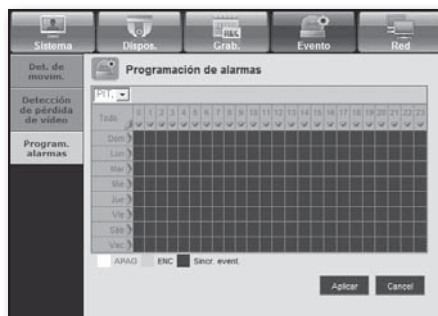 Sistema Dispos. Grab. Evento Red
REC
Det. de movim.
Detección de pérdida de vídeo
Program. alarmas
Programación de alarmas
Todo 0 1 2 3 4 5 6 7 8 9 10 11 12 13 14 15 16 17 18 19 20 21 22 23
Dom
Lun
Mar
Mie
Jue
Vie
Sáb
Vac
APAG ENC Sincr. event.
Aplicar Cancel